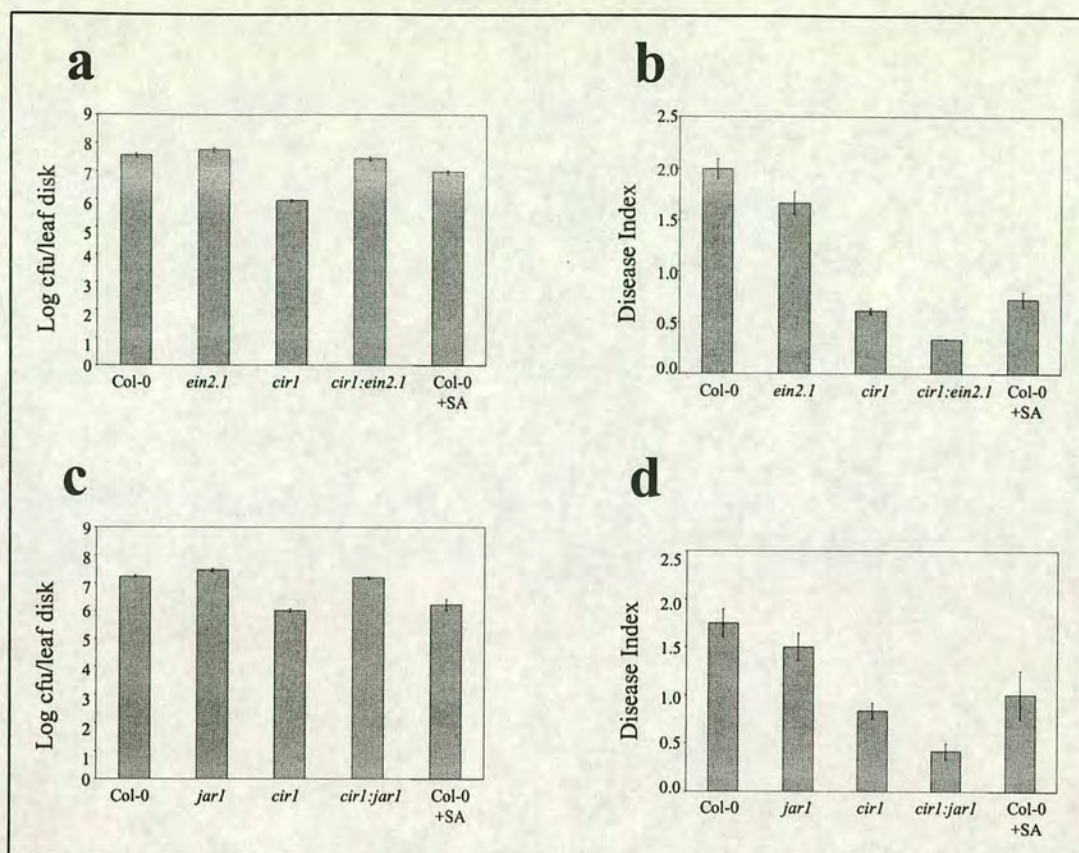 a
Log cfu/leaf disk
9
8
7
6
5
4
3
2
1
0
Col-0 ein2.1 cir1 cir1:ein2.1 Col-0
+SA
b
Disease Index
2.5
2.0
1.5
1.0
0.5
0.0
Col-0 ein2.1 cir1 cir1:ein2.1 Col-0
+SA
c
Log cfu/leaf disk
9
8
7
6
5
4
3
2
1
0
Col-0 jar1 cir1 cir1:jar1 Col-0
+SA
d
Disease Index
2.5
2.0
1.5
1.0
0.5
0.0
Col-0 jar1 cir1 cir1:jar1 Col-0
+SA